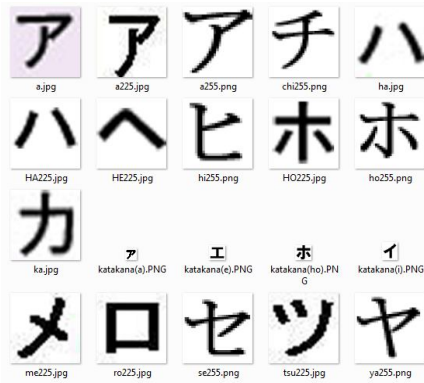 ア ア ア チ ハ
a.jpg a225.jpg a255.png chi255.png ha.jpg
ハ ヘ ヒ ホ ホ
HA225.jpg HE225.jpg hi255.png HO225.jpg ho255.png
カ ァ エ ホ イ
ka.jpg katakana(a).PNG katakana(e).PNG katakana(ho).PN
G katakana(i).PNG
メ ロ セ ツ ヤ
me225.jpg ro225.jpg se255.png tsu225.jpg ya255.png